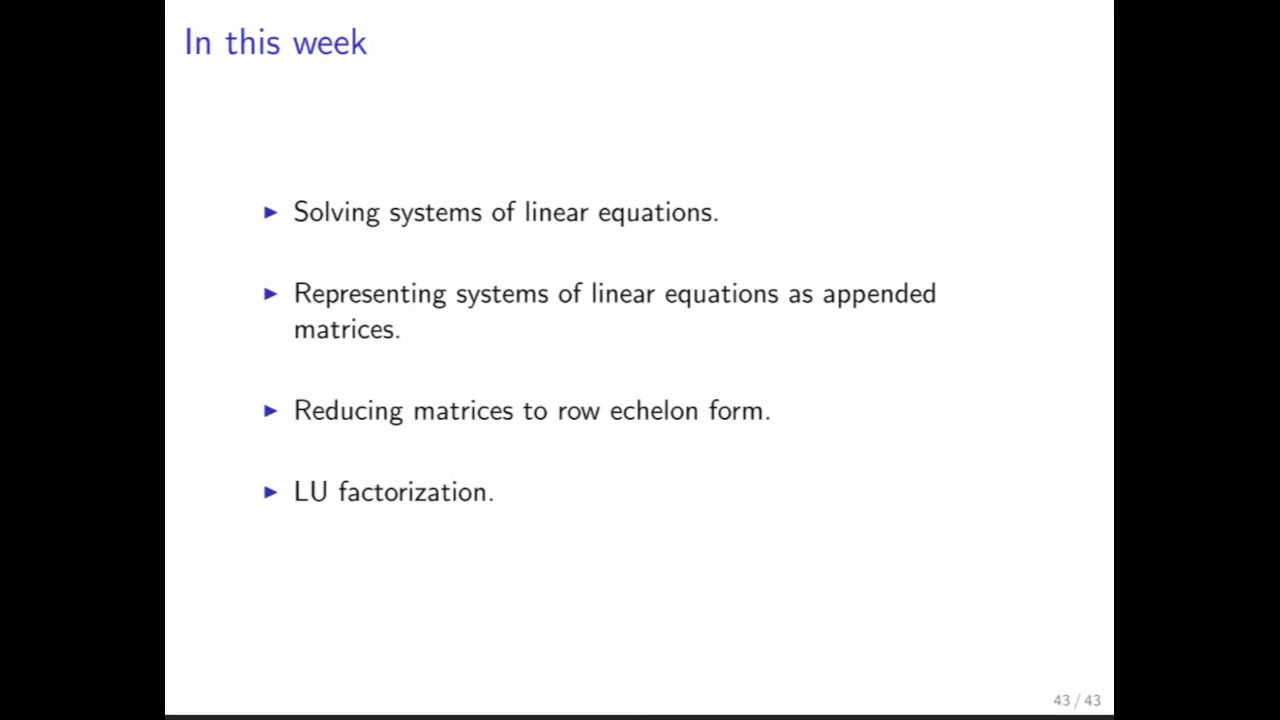 In this week
▶ Solving systems of linear equations.
▶ Representing systems of linear equations as appended
matrices.
▶ Reducing matrices to row echelon form.
▶ LU factorization.
43 / 43